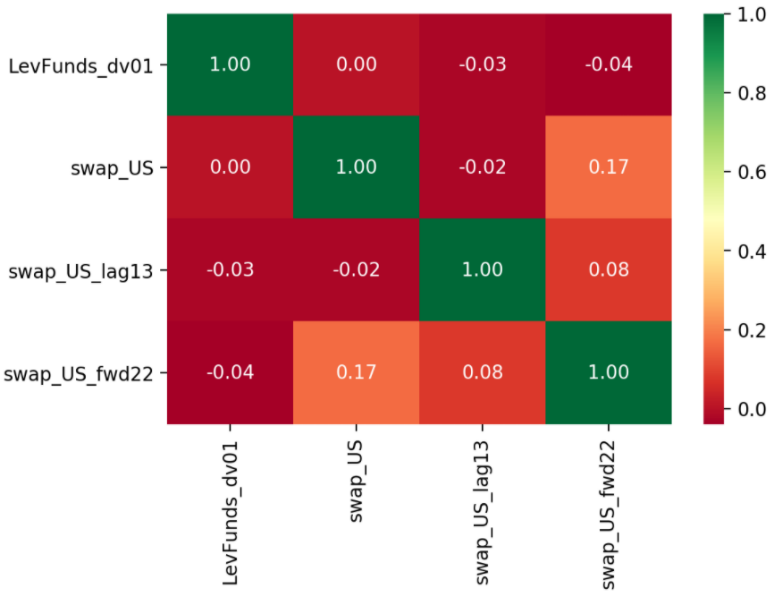 LevFunds_dv01 1.00 0.00 -0.03 -0.04
swap_US 0.00 1.00 -0.02 0.17
swap_US_lag13 -0.03 -0.02 1.00 0.08
swap_US_fwd22 -0.04 0.17 0.08 1.00
LevFunds_dv01
swap_US
swap_US_lag13
swap_US_fwd22
1.0
0.8
0.6
0.4
0.2
0.0